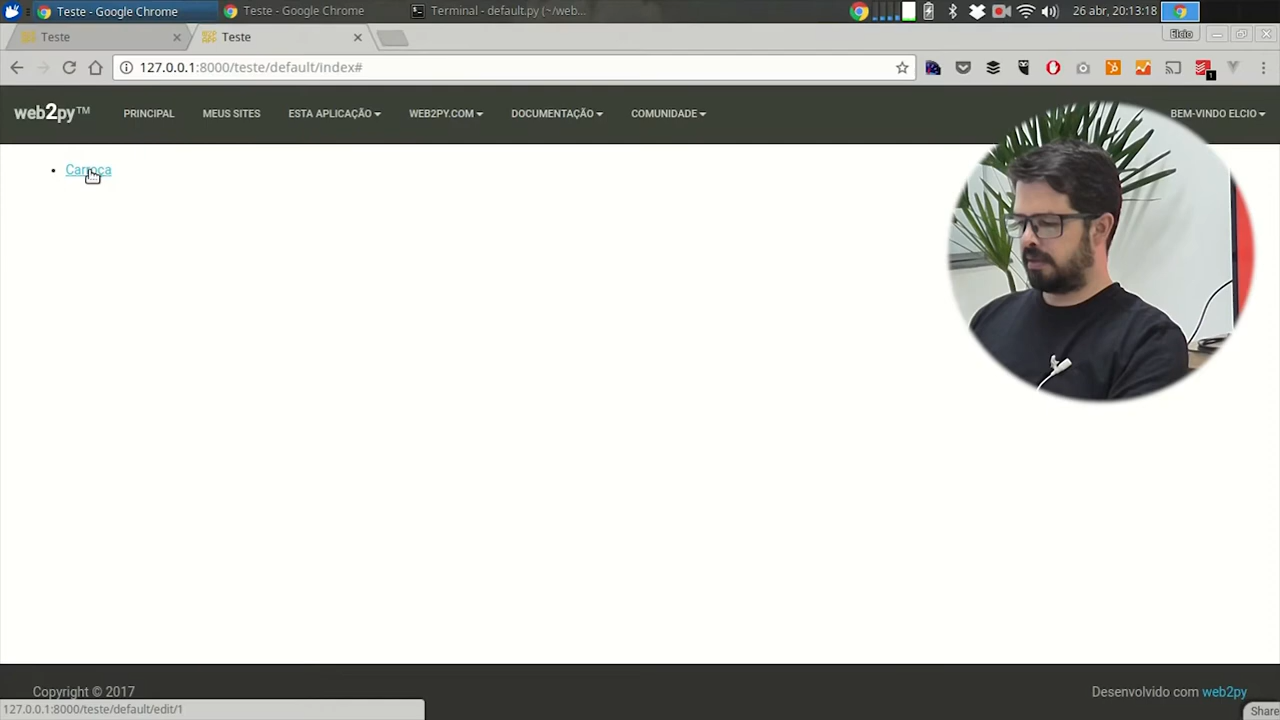 Teste - Google Chrome
Teste - Google Chrome
Terminal - default.py (~/web...
26 abr, 20:13:18
Teste
Teste
Elcio
127.0.0.1:8000/teste/default/index#
1
web2py™
PRINCIPAL
MEUS SITES
ESTA APLICAÇÃO
WEB2PY.COM
DOCUMENTAÇÃO
COMUNIDADE
BEM-VINDO ELCIO
Carroça
Copyright © 2017
Desenvolvido com web2py
127.0.0.1:8000/teste/default/edit/1
Share